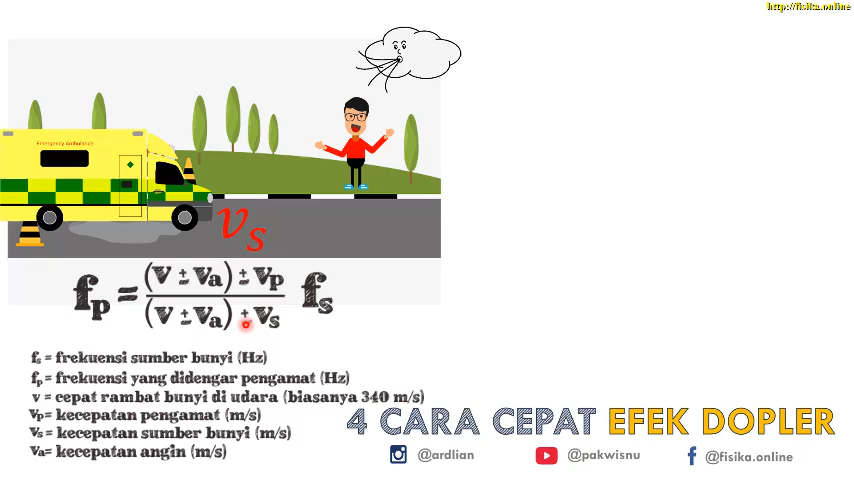 http://fisika.online
Emergency Ambulance
vs
fp = (v ± va) ± vp / (v ± va) ± vs fs
fs = frekuensi sumber bunyi (Hz)
fp = frekuensi yang didengar pengamat (Hz)
v = cepat rambat bunyi di udara (biasanya 340 m/s)
vp= kecepatan pengamat (m/s)
vs = kecepatan sumber bunyi (m/s)
va= kecepatan angin (m/s)
4 CARA CEPAT EFEK DOPLER
@ardlian @pakwisnu @fisika.online